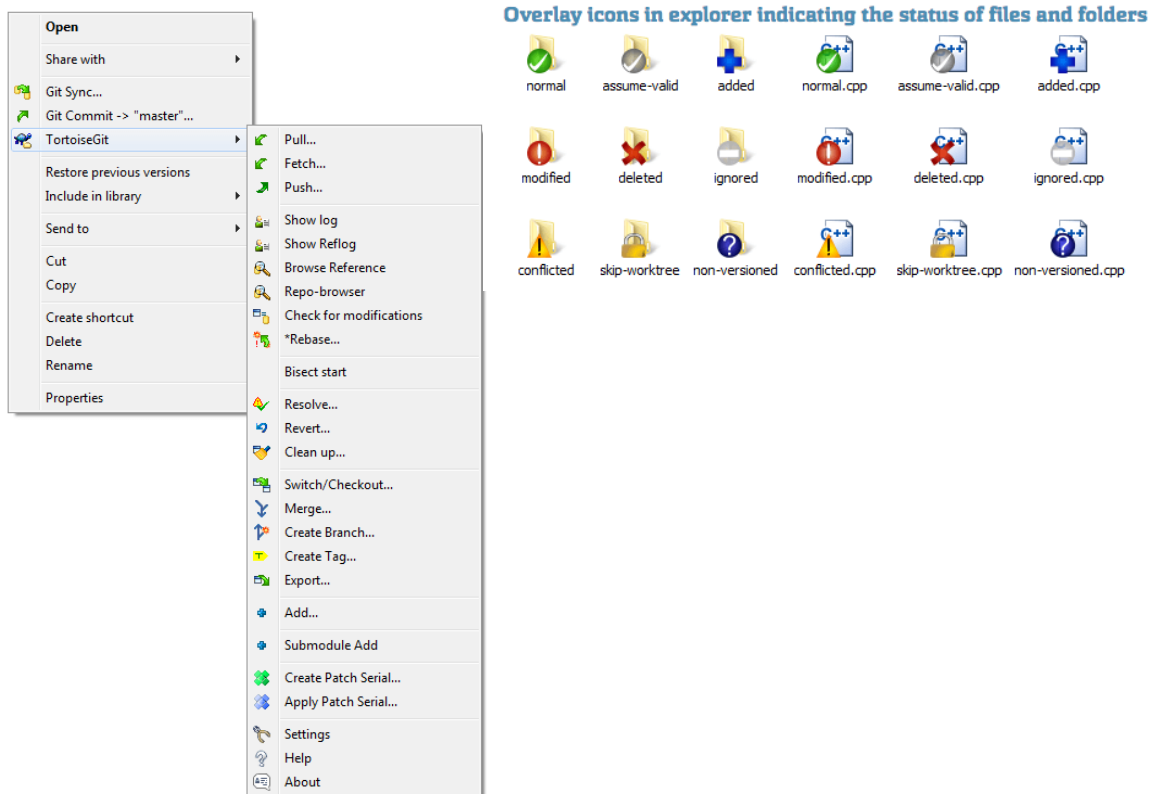 Open
Share with
Git Sync...
Git Commit -> "master"...
TortoiseGit
Restore previous versions
Include in library
Send to
Cut
Copy
Create shortcut
Delete
Rename
Properties
Pull...
Fetch...
Push...
Show log
Show Reflog
Browse Reference
Repo-browser
Check for modifications
*Rebase...
Bisect start
Resolve...
Revert...
Clean up...
Switch/Checkout...
Merge...
Create Branch...
Create Tag...
Export...
Add...
Submodule Add
Create Patch Serial...
Apply Patch Serial...
Settings
Help
About
Overlay icons in explorer indicating the status of files and folders
C++ C++ C++
normal assume-valid added normal.cpp assume-valid.cpp added.cpp
C++ C++ C++
modified deleted ignored modified.cpp deleted.cpp ignored.cpp
C++ C++ C++
conflicted skip-worktree non-versioned conflicted.cpp skip-worktree.cpp non-versioned.cpp